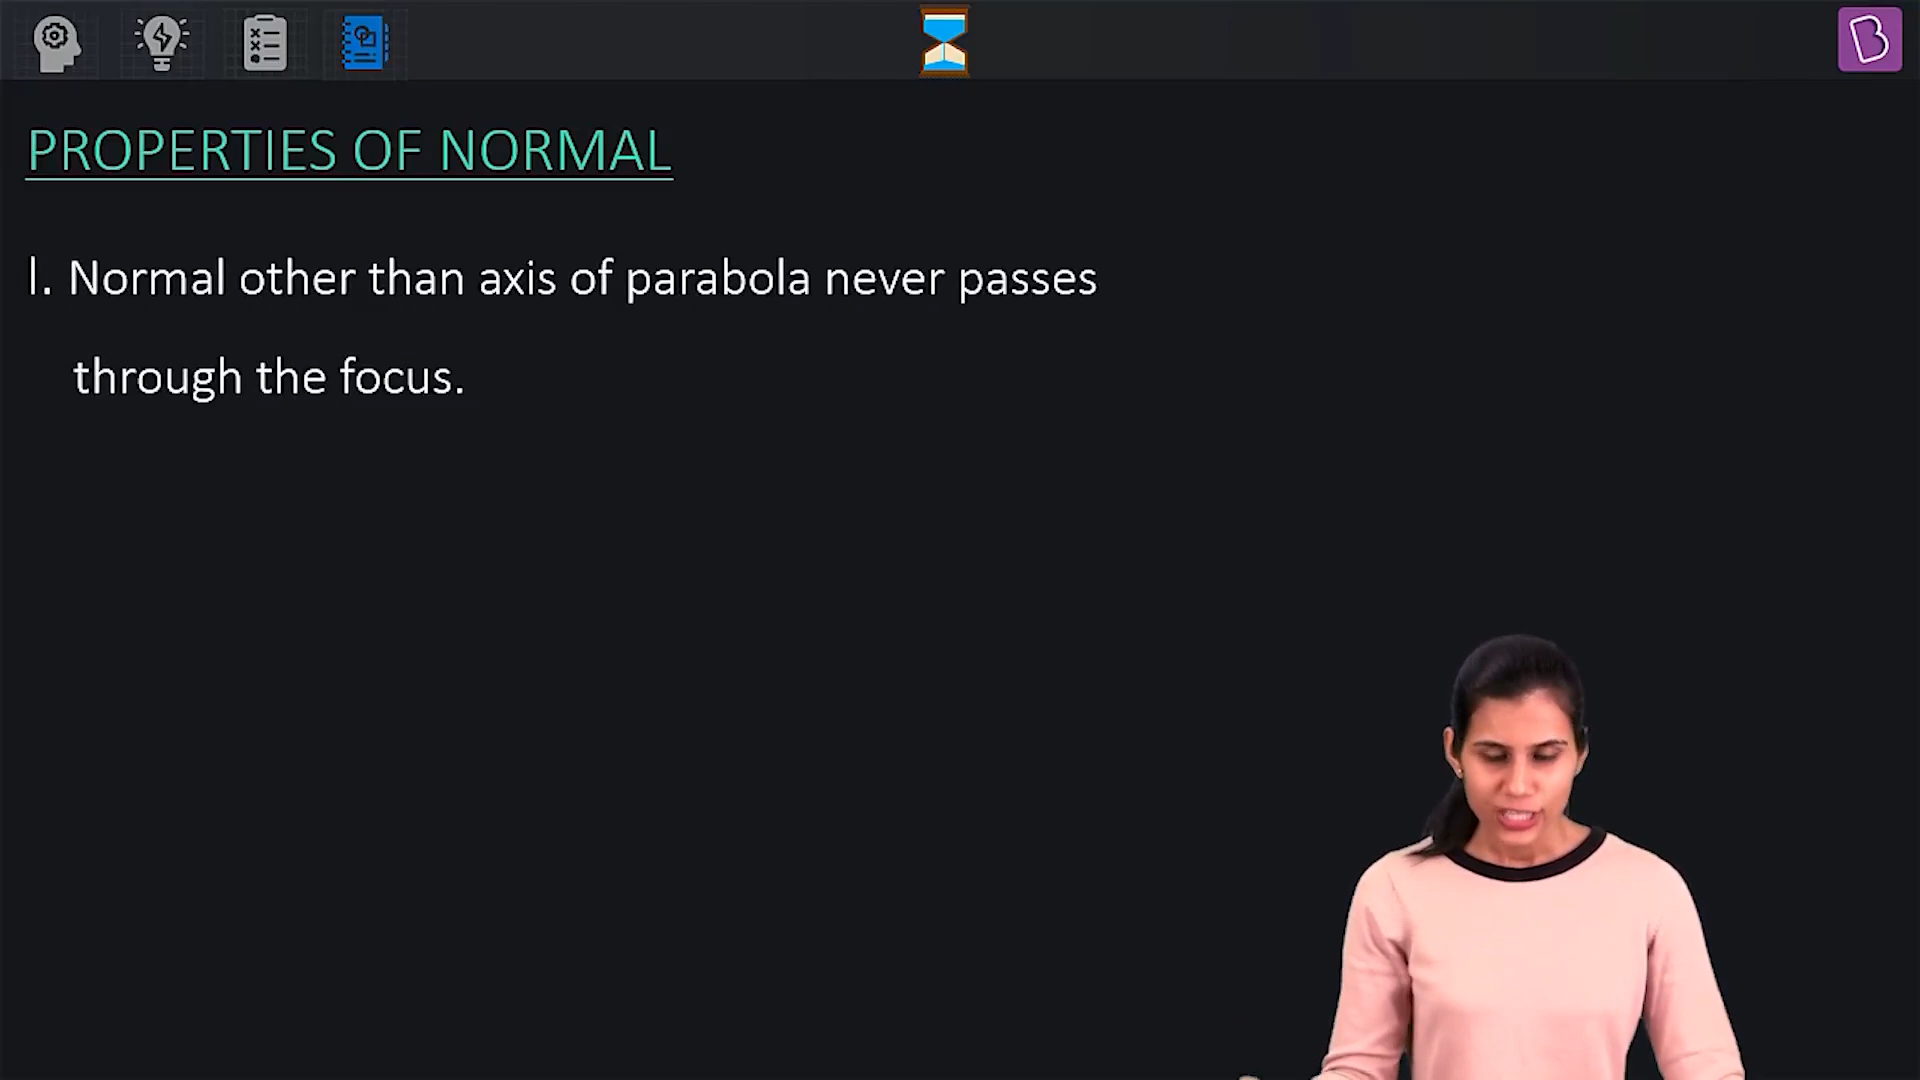 PROPERTIES OF NORMAL
I. Normal other than axis of parabola never passes
through the focus.